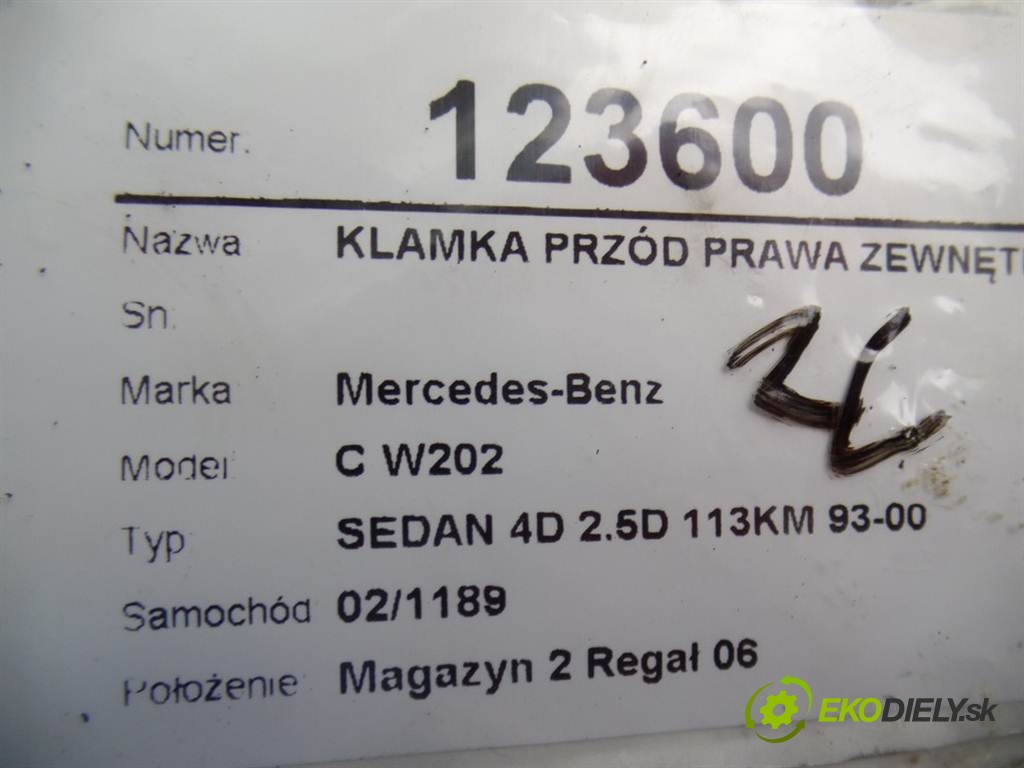 Numer. 123600
Nazwa KLAMKA PRZÓD PRAWA ZEWNĘT
Sn.
Marka Mercedes-Benz
Model C W202
Typ SEDAN 4D 2.5D 113KM 93-00
Samochód 02/1189
Położenie Magazyn 2 Regał 06
EKODIELY.sk